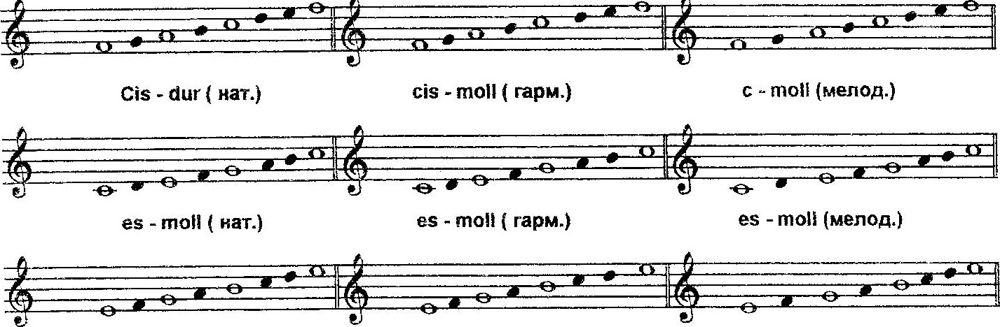 Cis - dur ( нат.) cis - moll ( гарм.) c - moll (мелод.)
es - moll ( нат.) es - moll ( гарм.) es - moll (мелод.)